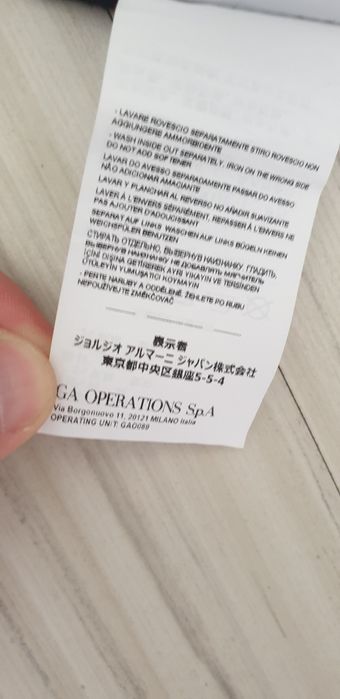 - LAVARE ROVESCIO SEPARATAMENTE STIRO ROVESCIO NON
AGGIUNGERE AMMORBIDENTE
- WASH INSIDE OUT SEPARATELY. IRON ON THE WRONG SIDE
DO NOT ADD SOFTENER
LAVAR DO AVESSO SEPARADAMENTE PASSAR DO AVESSO
NÃO ADICIONAR AMACIANTE
LAVAR Y PLANCHAR AL REVERSO NO AÑADIR SUAVIZANTE
LAVER À L'ENVERS SÉPARÉMENT. REPASSER À L'ENVERS NE
PAS AJOUTER D'ADOUCISSANT
SEPARAT AUF LINKS WASCHEN AUF LINKS BÜGELN KEINEN
WEICHSPÜLER BENUTZEN
СТИРАТЬ ОТДЕЛЬНО, ВЫВЕРНУВ НАИЗНАНКУ. ГЛАДИТЬ,
ВЫВЕРНУВ НАИЗНАНКУ НЕ ДОБАВЛЯТЬ МЯГЧИТЕЛЬ
İÇİNİ DIŞINA GETİREREK AYRI YIKAYIN VE TERSİNDEN
ÜTÜLEYİN YUMUŞATICI KOYMAYIN
- PERTE NARUBY A ODDĚLENĚ. ŽEHLETE PO RUBU
NEPOUŽÍVEJTE ZMĚKČOVAČ
表示者
ジョルジオ アルマーニ ジャパン株式会社
東京都中央区銀座5-5-4
GA OPERATIONS SpA
Via Borgonuovo 11, 20121 MILANO Italia
OPERATING UNIT: GAO089